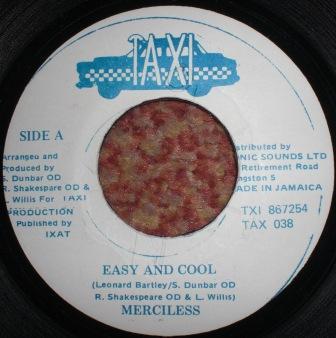 TAXI
SIDE A
Arranged and
Produced by
S. Dunbar OD
R. Shakespeare OD &
L. Willis For TAXI
PRODUCTION
Published by
IXAT
Distributed by
SONIC SOUNDS LTD
Retirement Road
Kingston 5
MADE IN JAMAICA
TXI 867254
TAX 038
EASY AND COOL
(Leonard Bartley/S. Dunbar OD
R. Shakespeare OD & L. Willis)
MERCILESS